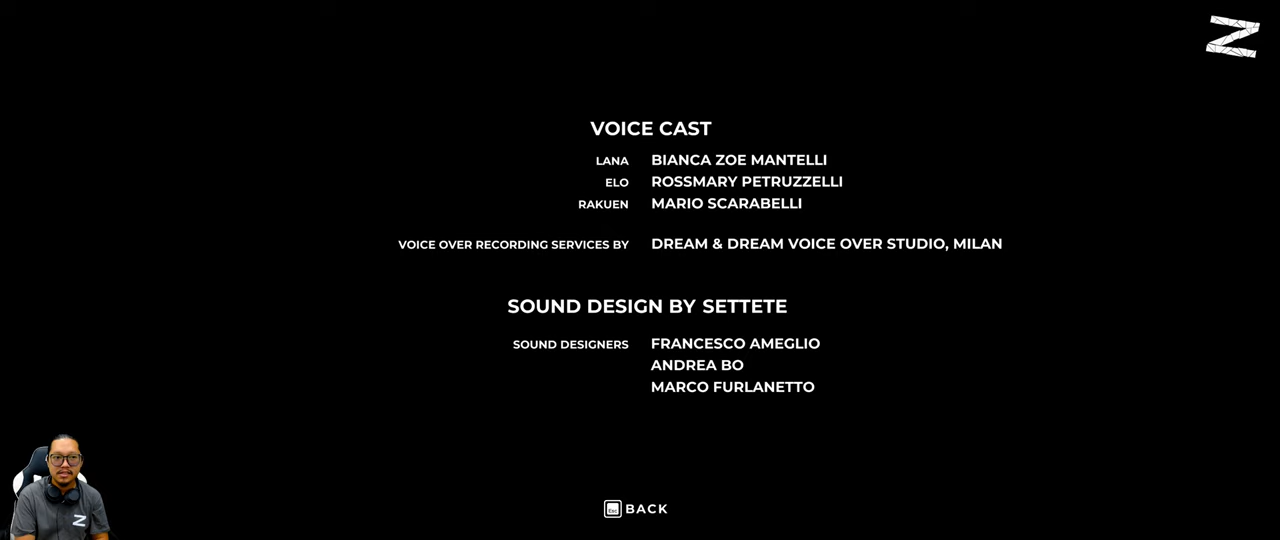 Z
VOICE CAST
LANA BIANCA ZOE MANTELLI
ELO ROSSMARY PETRUZZELLI
RAKUEN MARIO SCARABELLI
VOICE OVER RECORDING SERVICES BY DREAM & DREAM VOICE OVER STUDIO, MILAN
SOUND DESIGN BY SETTETE
SOUND DESIGNERS FRANCESCO AMEGLIO
ANDREA BO
MARCO FURLANETTO
Z
Esc BACK